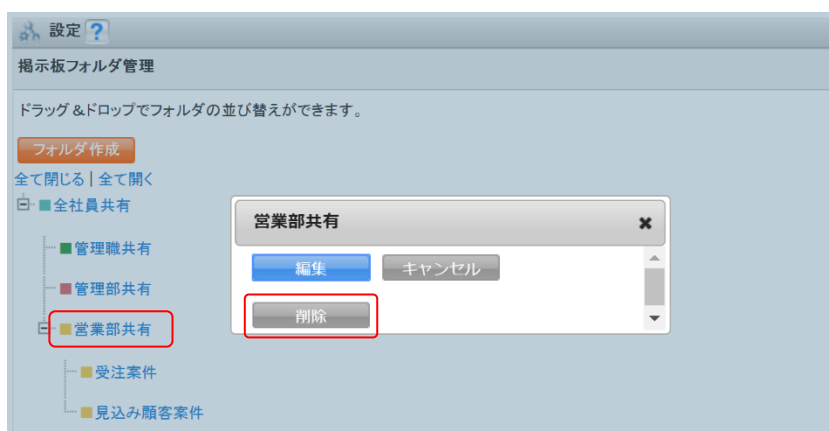 設定 ?
掲示板フォルダ管理
ドラッグ&ドロップでフォルダの並び替えができます。
フォルダ作成
全て閉じる | 全て開く
全社員共有
管理職共有
管理部共有
営業部共有
受注案件
見込み顧客案件
営業部共有
編集 キャンセル
削除